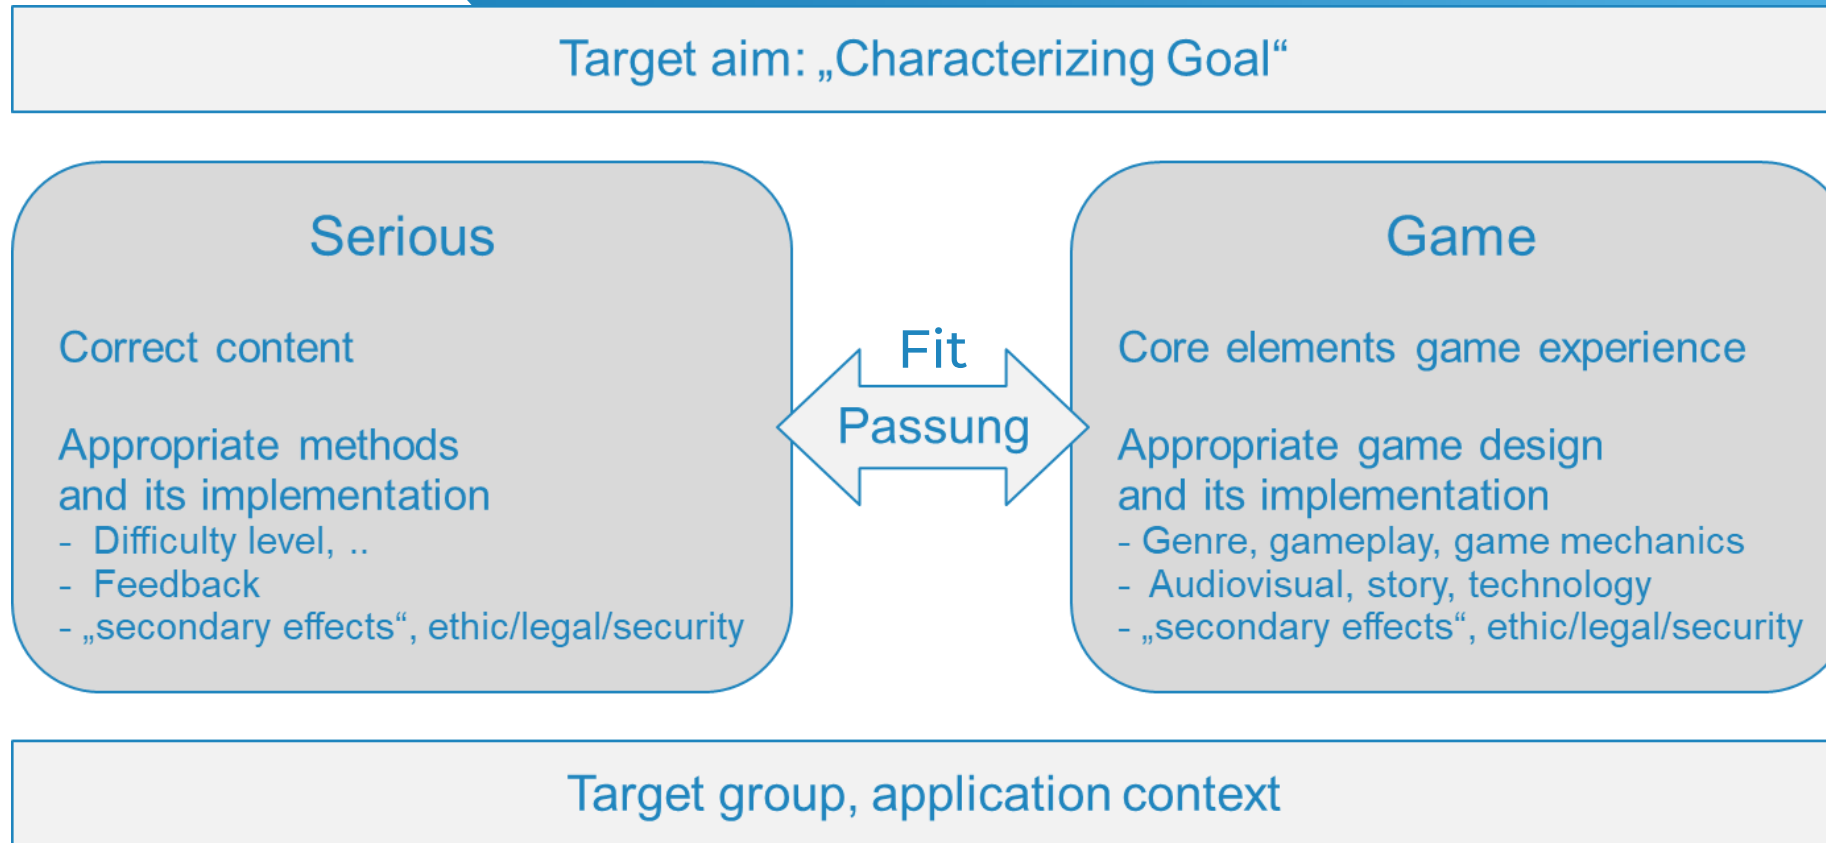 Target aim: „Characterizing Goal“
Serious
Correct content
Appropriate methods
and its implementation
- Difficulty level, ..
- Feedback
- „secondary effects“, ethic/legal/security
Fit
Passung
Game
Core elements game experience
Appropriate game design
and its implementation
- Genre, gameplay, game mechanics
- Audiovisual, story, technology
- „secondary effects“, ethic/legal/security
Target group, application context